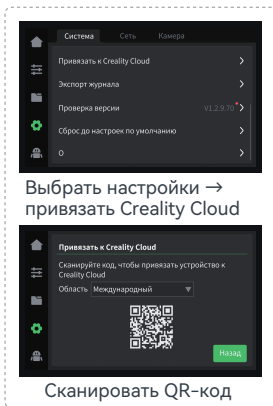 Система Сеть Камера
Привязать к Creality Cloud
Экспорт журнала
Проверка версии V1.2.9.70
Сброс до настроек по умолчанию
О
Выбрать настройки →
привязать Creality Cloud
Привязать к Creality Cloud
Сканируйте код, чтобы привязать устройство к
Creality Cloud
Область Международный
Назад
Сканировать QR-код